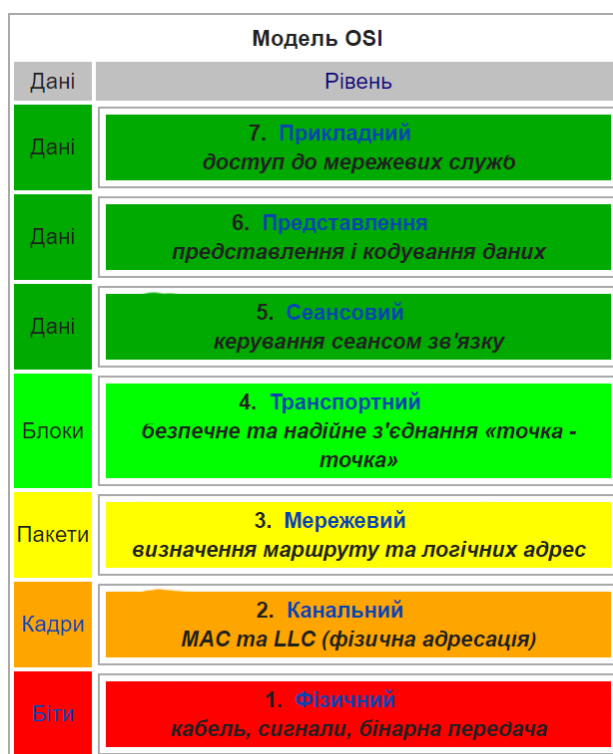 Модель OSI
Дані Рівень
Дані
7. Прикладний
доступ до мережевих служб
Дані
6. Представлення
представлення і кодування даних
Дані
5. Сеансовий
керування сеансом зв'язку
Блоки
4. Транспортний
безпечне та надійне з'єднання «точка -
точка»
Пакети
3. Мережевий
визначення маршруту та логічних адрес
Кадри
2. Канальний
MAC та LLC (фізична адресація)
Біти
1. Фізичний
кабель, сигнали, бінарна передача